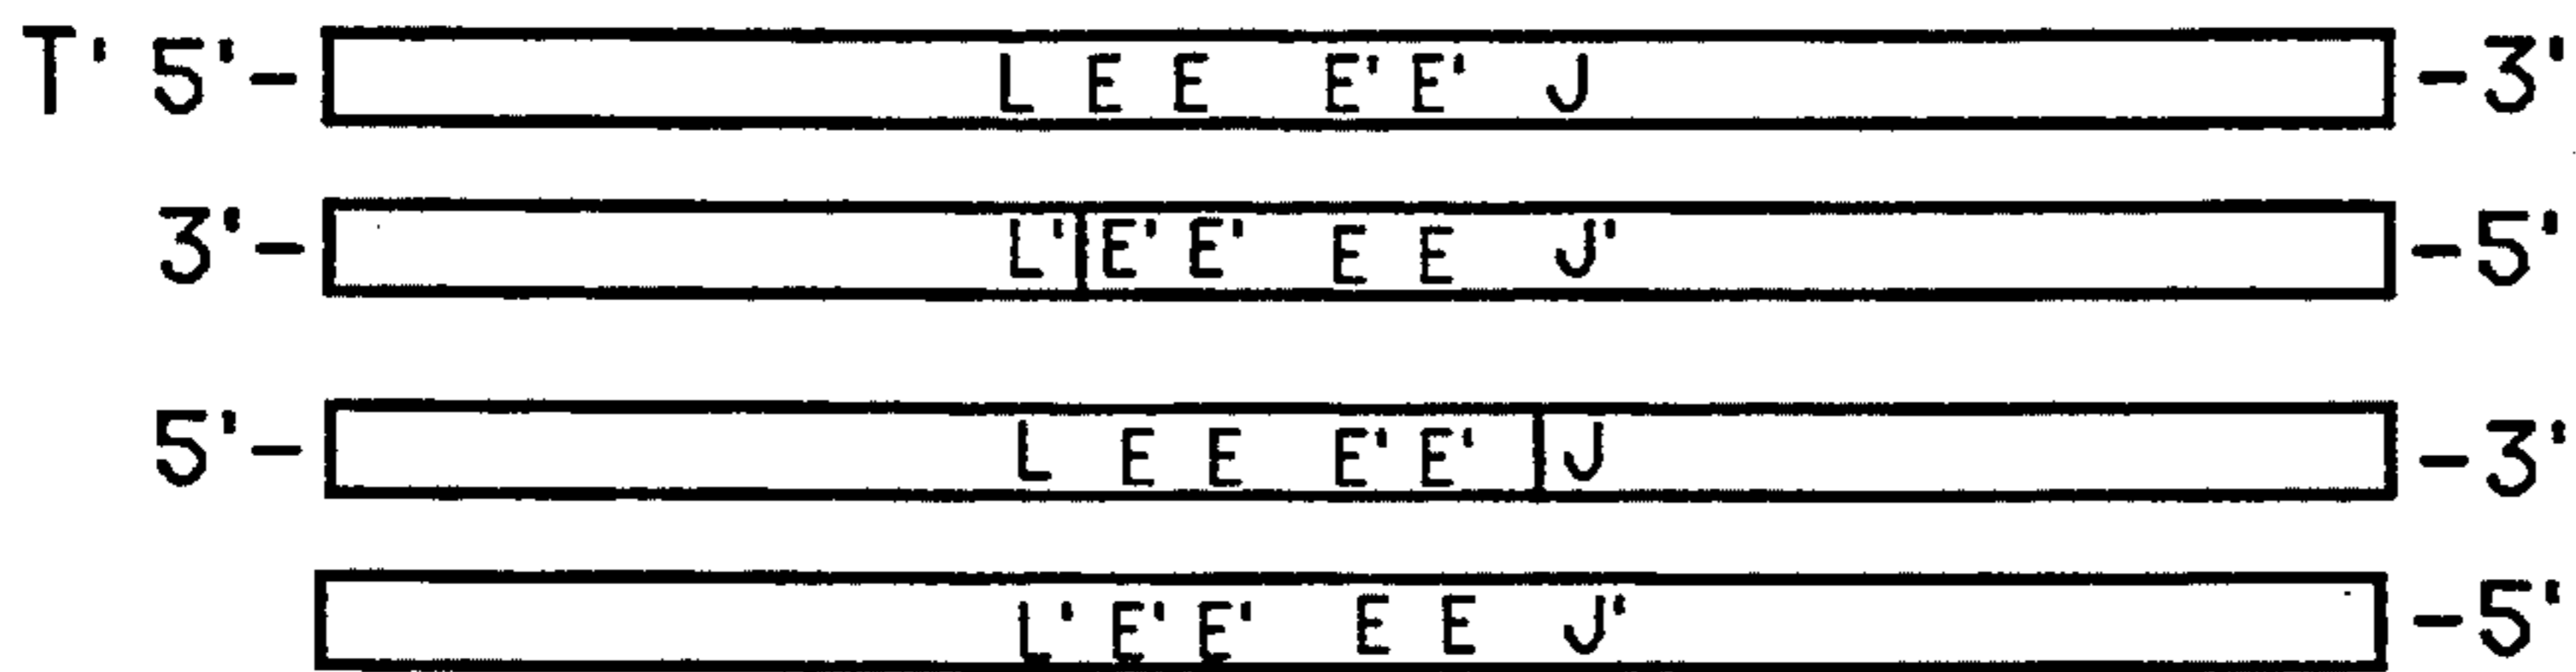 T' 5'- L E E E' E' J -3'
3'- L' E' E' E E J' -5'
5'- L E E E' E' J -3'
L' E' E' E E J' -5'